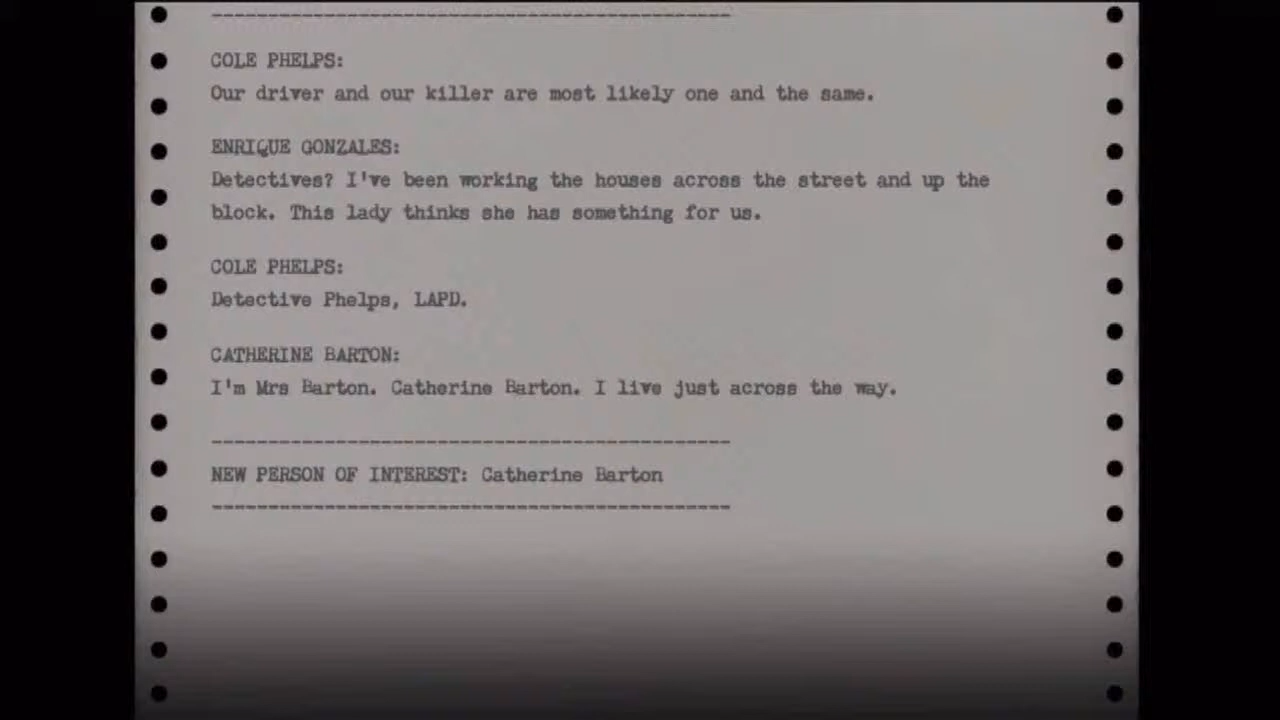 ----------------------------------------------
COLE PHELPS:
Our driver and our killer are most likely one and the same.
ENRIQUE GONZALES:
Detectives? I've been working the houses across the street and up the
block. This lady thinks she has something for us.
COLE PHELPS:
Detective Phelps, LAPD.
CATHERINE BARTON:
I'm Mrs Barton. Catherine Barton. I live just across the way.
----------------------------------------------
NEW PERSON OF INTEREST: Catherine Barton
----------------------------------------------